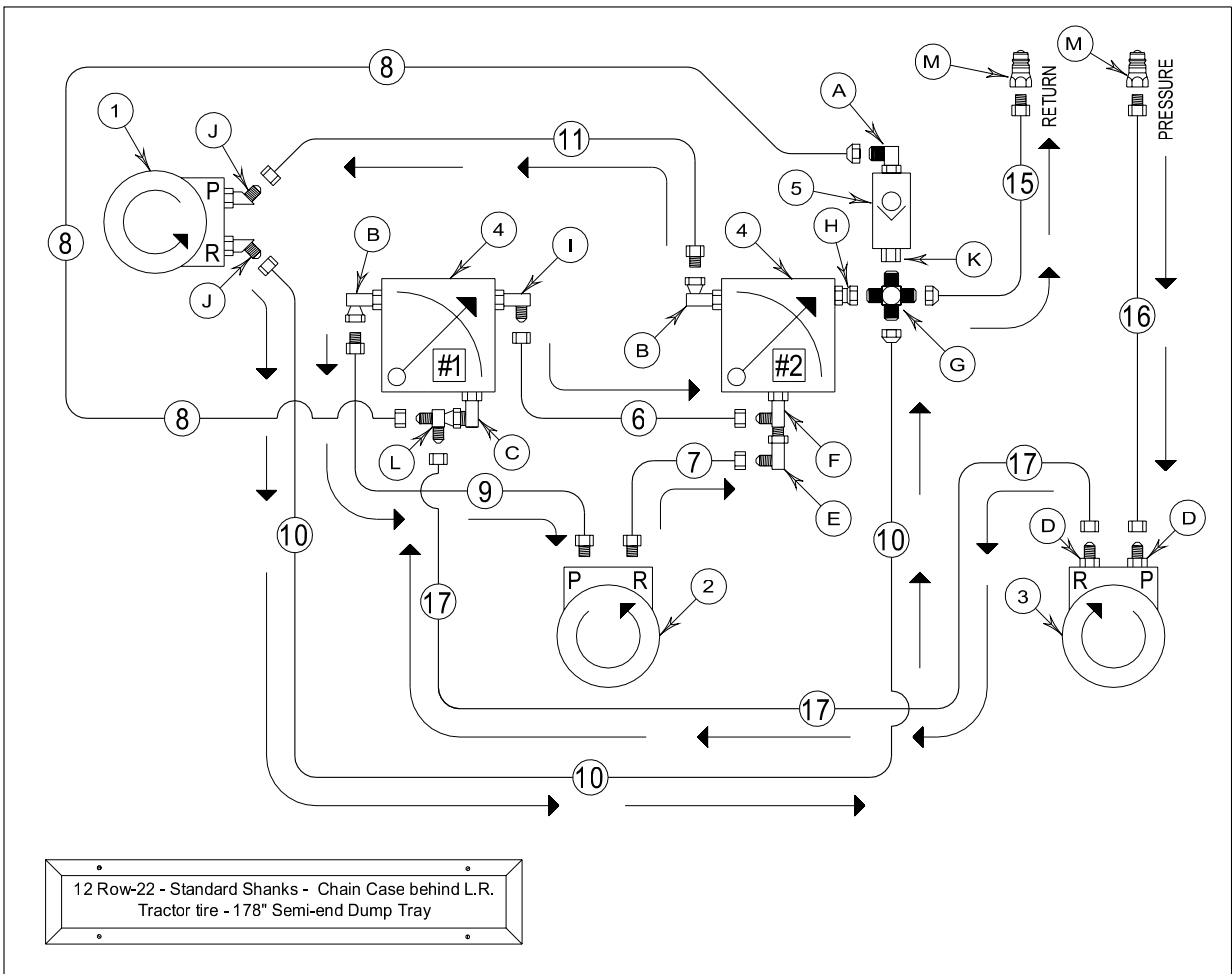 8
M
M
RETURN
PRESSURE
A
1
J
11
P
R
5
15
8
B
4
I
4
H
K
J
B
16
G
#1
#2
8
6
F
L
C
7
17
E
9
10
10
D
D
P
R
R
P
2
3
17
17
10
12 Row-22 - Standard Shanks - Chain Case behind L.R.
Tractor tire - 178" Semi-end Dump Tray